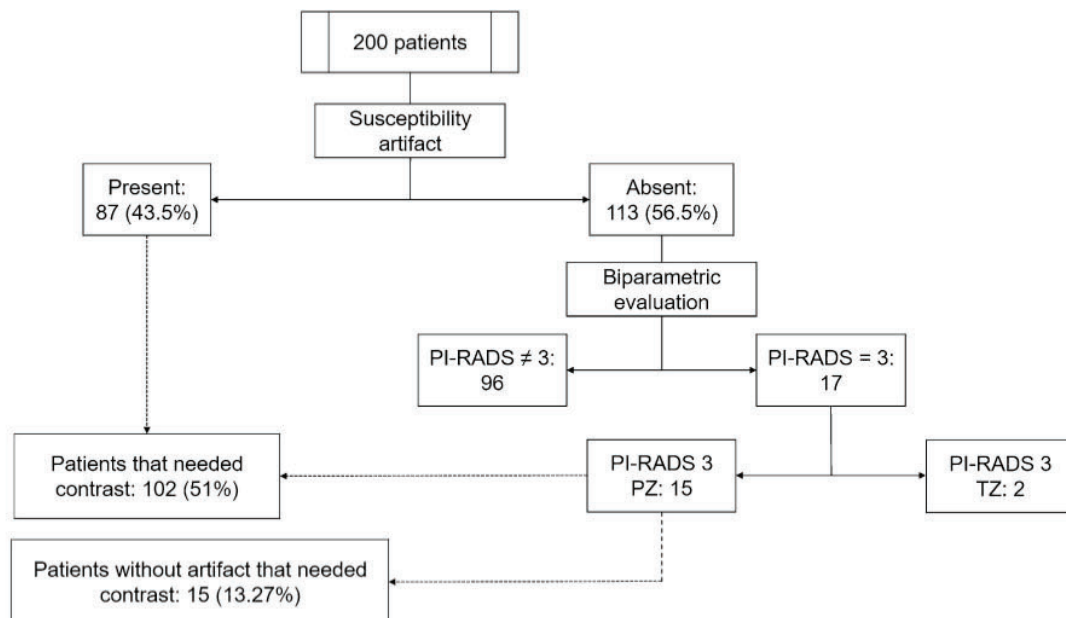 200 patients
Susceptibility
artifact
Present:
87 (43.5%)
Absent:
113 (56.5%)
Biparametric
evaluation
PI-RADS ≠ 3:
96
PI-RADS = 3:
17
Patients that needed
contrast: 102 (51%)
PI-RADS 3
PZ: 15
PI-RADS 3
TZ: 2
Patients without artifact that needed
contrast: 15 (13.27%)